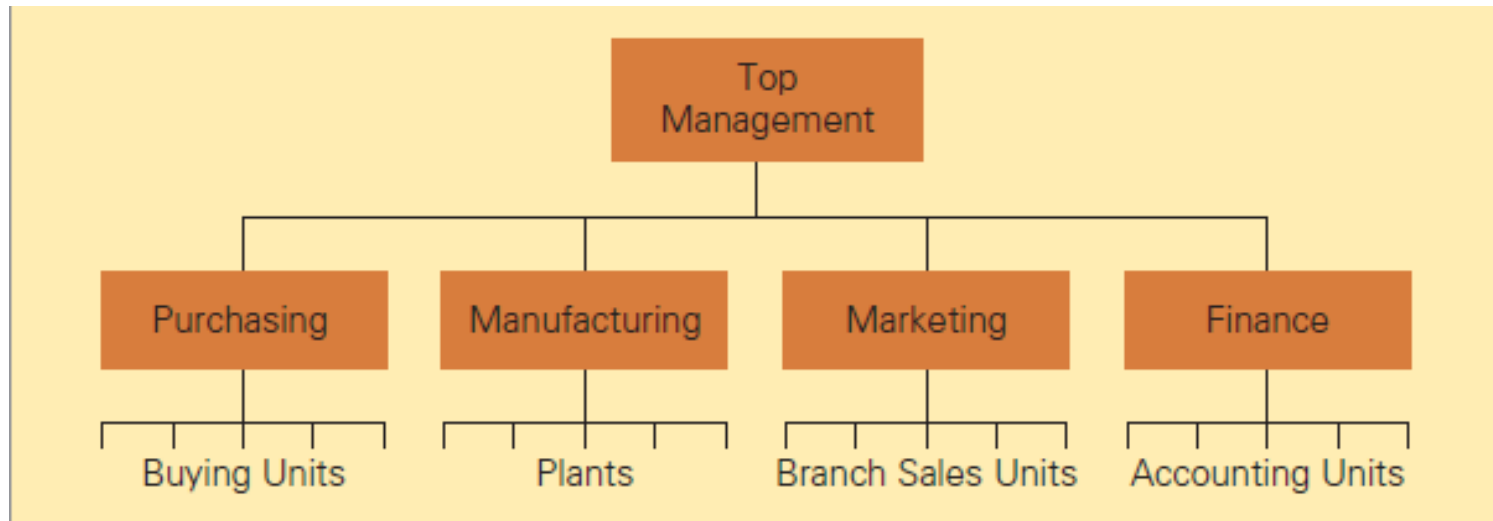 Top
Management
Purchasing
Manufacturing
Marketing
Finance
Buying Units
Plants
Branch Sales Units
Accounting Units